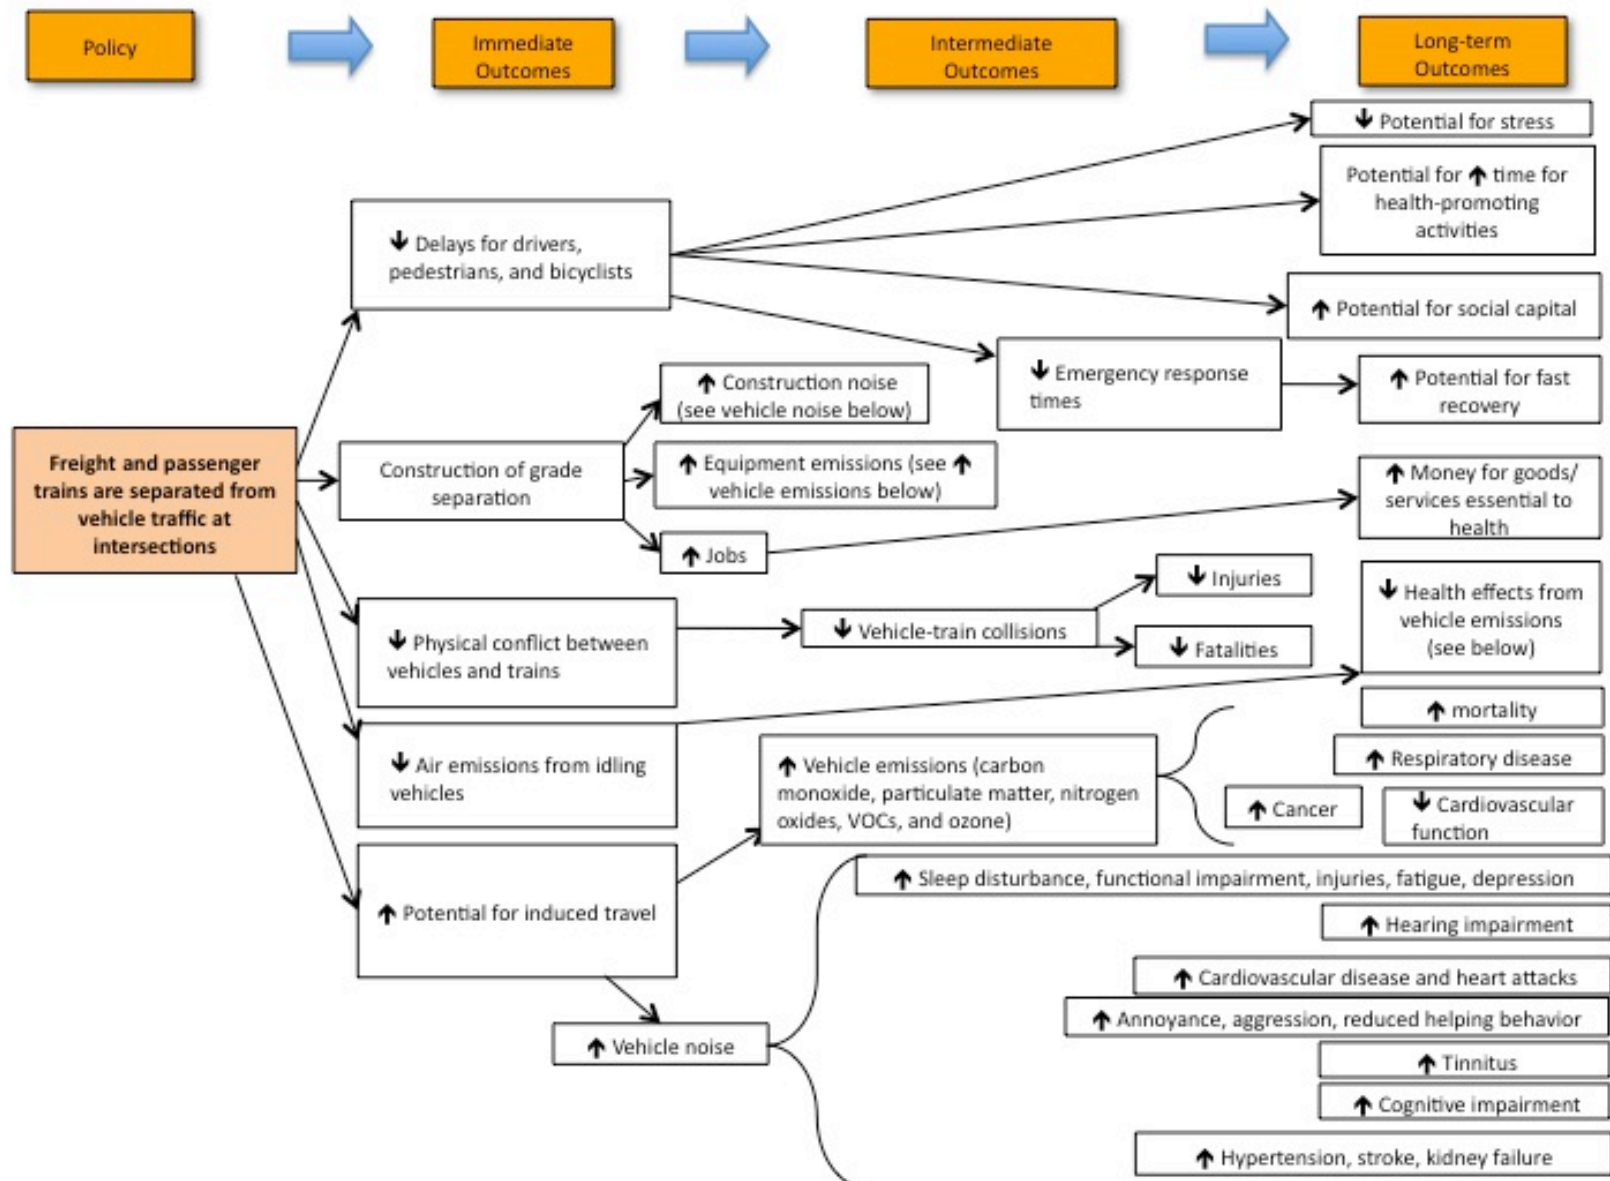 Policy
Immediate
Outcomes
Intermediate
Outcomes
Long-term
Outcomes
↓ Potential for stress
Potential for ↑ time for
health-promoting
activities
↓ Delays for drivers,
pedestrians, and bicyclists
↑ Potential for social capital
↑ Construction noise
(see vehicle noise below)
↓ Emergency response
times
↑ Potential for fast
recovery
Freight and passenger
trains are separated from
vehicle traffic at
intersections
Construction of grade
separation
↑ Equipment emissions (see ↑
vehicle emissions below)
↑ Money for goods/
services essential to
health
↑ Jobs
↓ Injuries
↓ Health effects from
vehicle emissions
(see below)
↓ Physical conflict between
vehicles and trains
↓ Vehicle-train collisions
↓ Fatalities
↑ mortality
↓ Air emissions from idling
vehicles
↑ Vehicle emissions (carbon
monoxide, particulate matter, nitrogen
oxides, VOCs, and ozone)
↑ Respiratory disease
↑ Cancer
↓ Cardiovascular
function
↑ Potential for induced travel
↑ Sleep disturbance, functional impairment, injuries, fatigue, depression
↑ Hearing impairment
↑ Cardiovascular disease and heart attacks
↑ Annoyance, aggression, reduced helping behavior
↑ Vehicle noise
↑ Tinnitus
↑ Cognitive impairment
↑ Hypertension, stroke, kidney failure